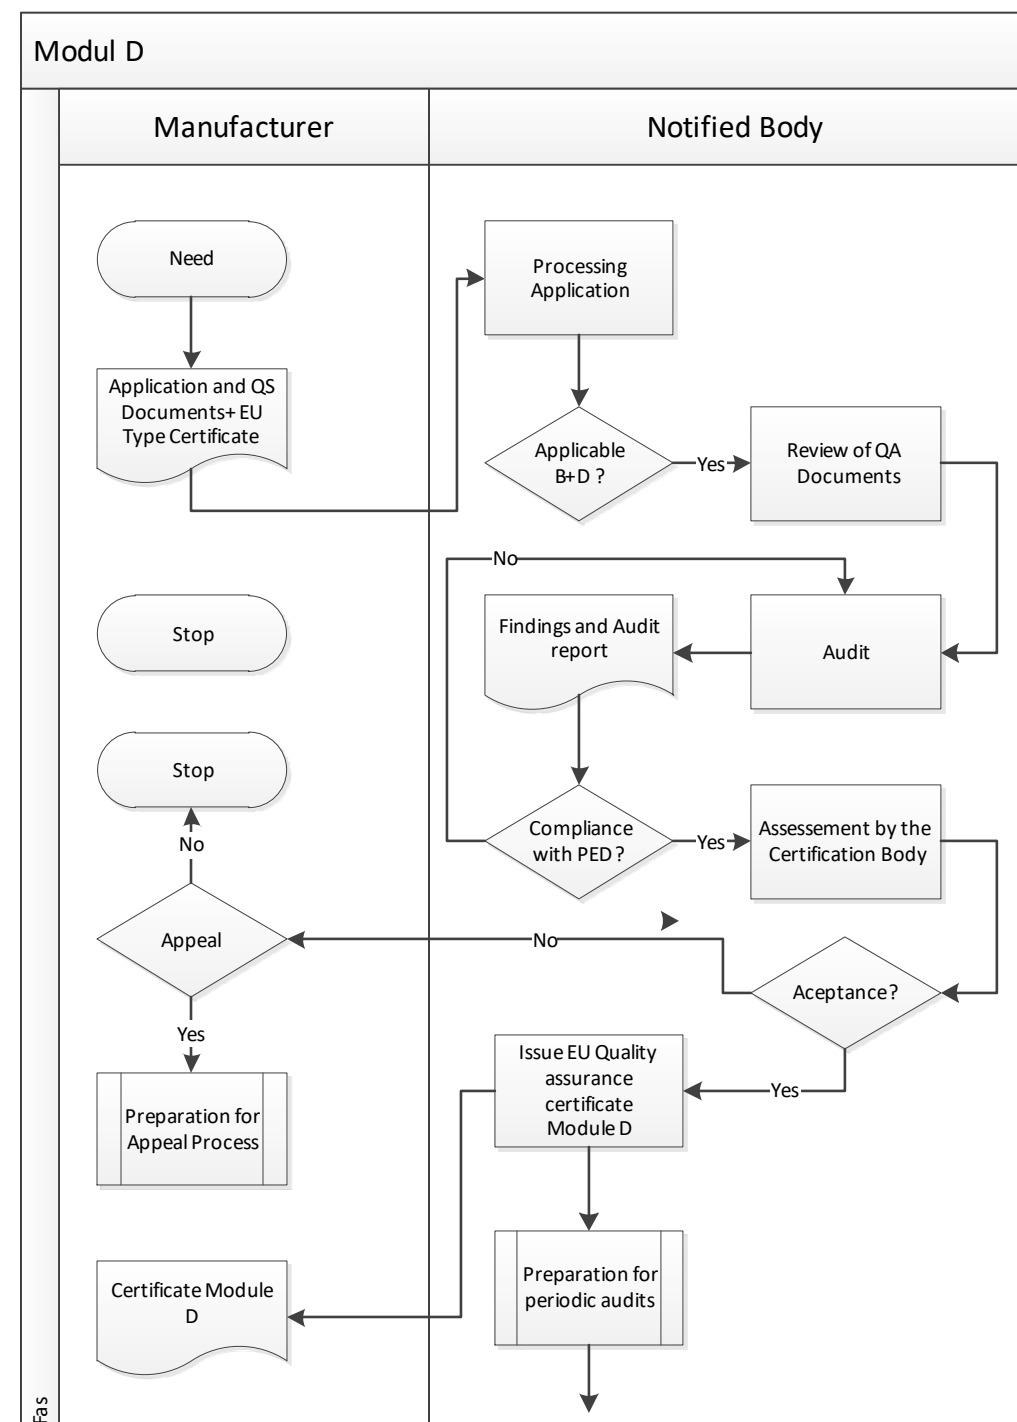 Modul D
Manufacturer
Notified Body
Need
Processing
Application
Application and QS
Documents+ EU
Type Certificate
Applicable
B+D ?
Yes
Review of QA
Documents
No
Stop
Findings and Audit
report
Audit
Stop
No
Compliance
with PED?
Yes
Assessement by the
Certification Body
Appeal
No
Aceptance?
Yes
Issue EU Quality
assurance
certificate
Module D
Yes
Preparation for
Appeal Process
Certificate Module
D
Preparation for
periodic audits
Fas